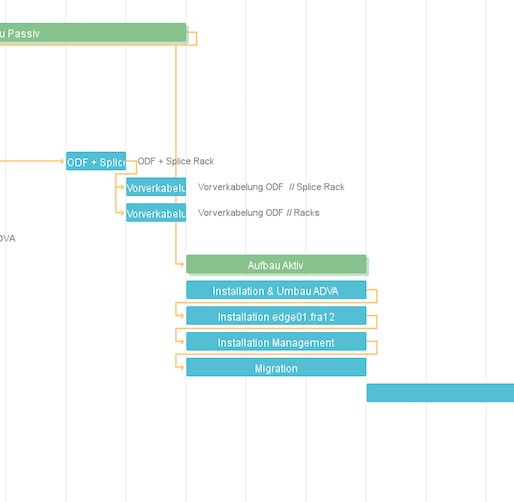 u Passiv
ODF + Splice
ODF + Splice Rack
Vorverkabelu
Vorverkabelung ODF // Splice Rack
Vorverkabelu
Vorverkabelung ODF // Racks
DVA
Aufbau Aktiv
Installation & Umbau ADVA
Installation edge01.fra12
Installation Management
Migration